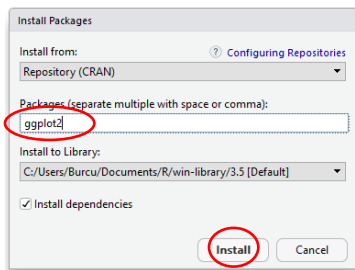 Install Packages
Install from:
? Configuring Repositories
Repository (CRAN)
Packages (separate multiple with space or comma):
ggplot2
Install to Library:
C:/Users/Burcu/Documents/R/win-library/3.5 [Default]
Install dependencies
Install
Cancel